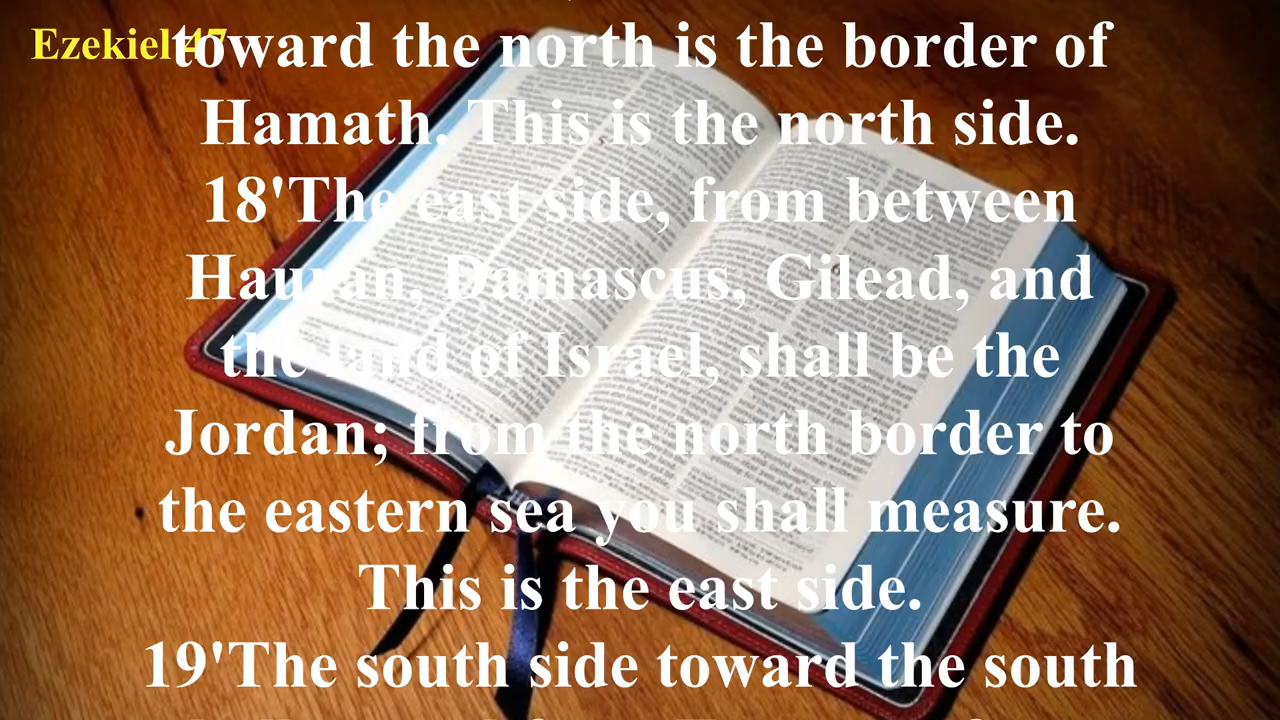 Ezekiel 47
toward the north is the border of
Hamath. This is the north side.
18'The east side, from between
Hauran, Damascus, Gilead, and
the land of Israel, shall be the
Jordan; from the north border to
the eastern sea you shall measure.
This is the east side.
19'The south side toward the south